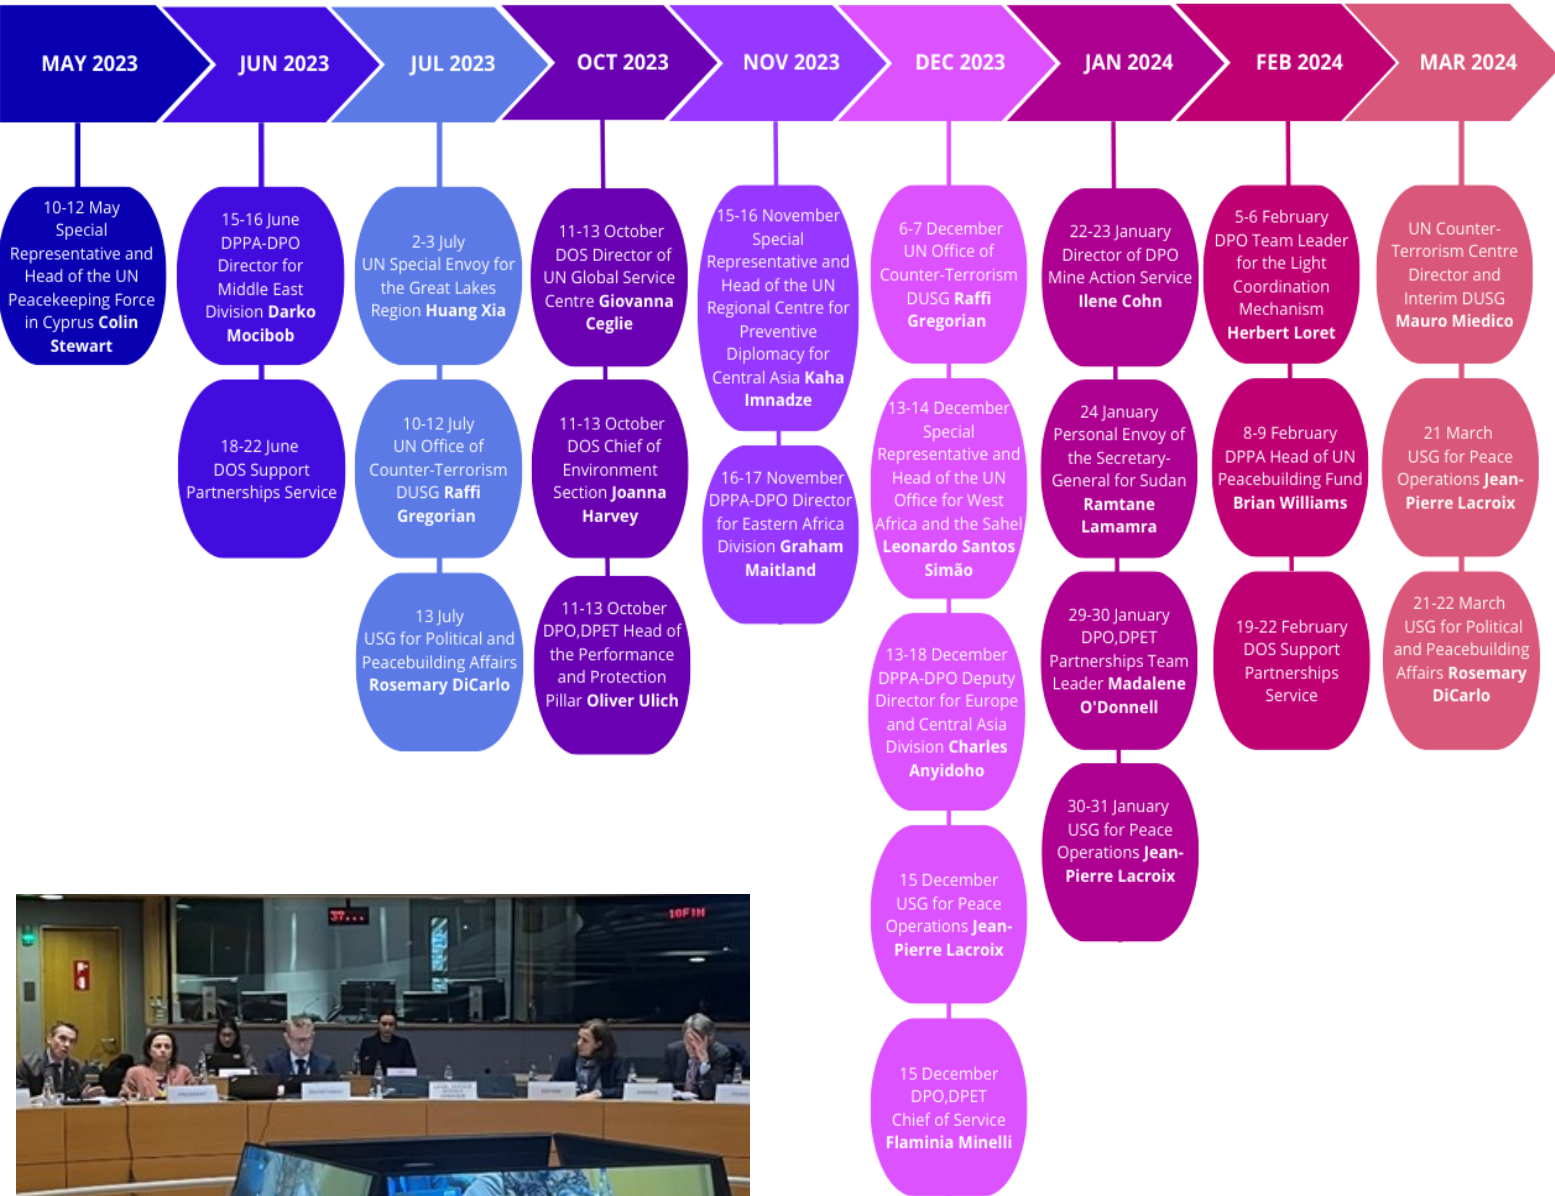 MAY 2023
JUN 2023
JUL 2023
OCT 2023
NOV 2023
DEC 2023
JAN 2024
FEB 2024
MAR 2024
10-12 May
Special
Representative and
Head of the UN
Peacekeeping Force
in Cyprus Colin
Stewart
15-16 June
DPPA-DPO
Director for
Middle East
Division Darko
Mocibob
18-22 June
DOS Support
Partnerships Service
2-3 July
UN Special Envoy for
the Great Lakes
Region Huang Xia
10-12 July
UN Office of
Counter-Terrorism
DUSG Raffi
Gregorian
13 July
USG for Political and
Peacebuilding Affairs
Rosemary DiCarlo
11-13 October
DOS Director of
UN Global Service
Centre Giovanna
Ceglie
11-13 October
DOS Chief of
Environment
Section Joanna
Harvey
11-13 October
DPO,DPET Head of
the Performance
and Protection
Pillar Oliver Ulich
15-16 November
Special
Representative and
Head of the UN
Regional Centre for
Preventive
Diplomacy for
Central Asia Kaha
Imnadze
16-17 November
DPPA-DPO Director
for Eastern Africa
Division Graham
Maitland
6-7 December
UN Office of
Counter-Terrorism
DUSG Raffi
Gregorian
13-14 December
Special
Representative and
Head of the UN
Office for West
Africa and the Sahel
Leonardo Santos
Simão
13-18 December
DPPA-DPO Deputy
Director for Europe
and Central Asia
Division Charles
Anyidoho
15 December
USG for Peace
Operations Jean-
Pierre Lacroix
15 December
DPO,DPET
Chief of Service
Flaminia Minelli
22-23 January
Director of DPO
Mine Action Service
Ilene Cohn
24 January
Personal Envoy of
the Secretary-
General for Sudan
Ramtane
Lamamra
29-30 January
DPO,DPET
Partnerships Team
Leader Madalene
O'Donnell
30-31 January
USG for Peace
Operations Jean-
Pierre Lacroix
5-6 February
DPO Team Leader
for the Light
Coordination
Mechanism
Herbert Loret
8-9 February
DPPA Head of UN
Peacebuilding Fund
Brian Williams
19-22 February
DOS Support
Partnerships
Service
UN Counter-
Terrorism Centre
Director and
Interim DUSG
Mauro Miedico
21 March
USG for Peace
Operations Jean-
Pierre Lacroix
21-22 March
USG for Political
and Peacebuilding
Affairs Rosemary
DiCarlo